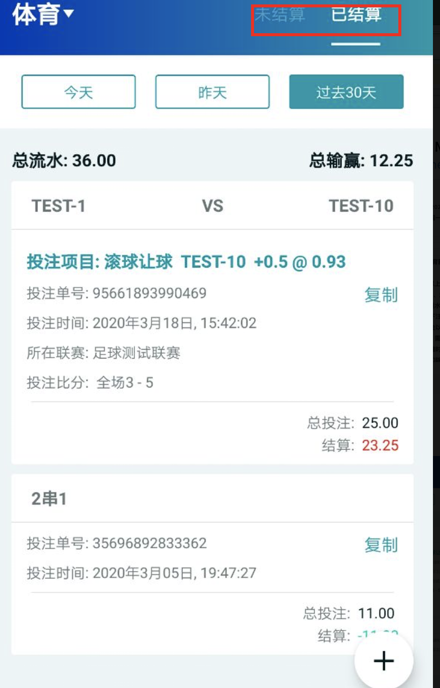 体育
未结算 已结算
今天 昨天 过去30天
总流水: 36.00 总输赢: 12.25
TEST-1 VS TEST-10
投注项目: 滚球让球 TEST-10 +0.5 @ 0.93
投注单号: 95661893990469 复制
投注时间: 2020年3月18日, 15:42:02
所在联赛: 足球测试联赛
投注比分: 全场3 - 5
总投注: 25.00
结算: 23.25
2串1
投注单号: 35696892833362 复制
投注时间: 2020年3月05日, 19:47:27
总投注: 11.00
结算: